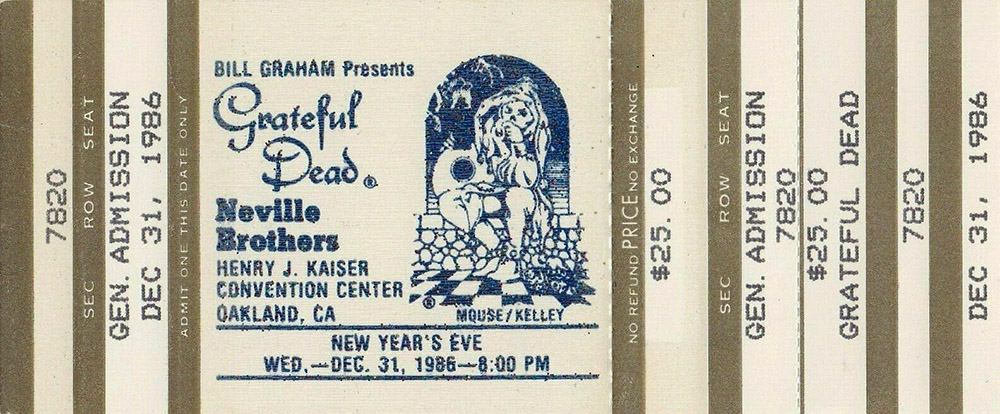 7820
SEC ROW SEAT
GEN. ADMISSION
DEC 31, 1986
ADMIT ONE THIS DATE ONLY
BILL GRAHAM Presents
Grateful
Dead®
Neville
Brothers
HENRY J. KAISER
CONVENTION CENTER
OAKLAND, CA
®
MOUSE/KELLEY
NEW YEAR'S EVE
WED.—DEC. 31, 1986—8:00 PM
NO REFUND PRICE NO EXCHANGE
$25.00
SEC ROW SEAT
GEN. ADMISSION
7820
$25.00
GRATEFUL DEAD
7820
DEC 31, 1986